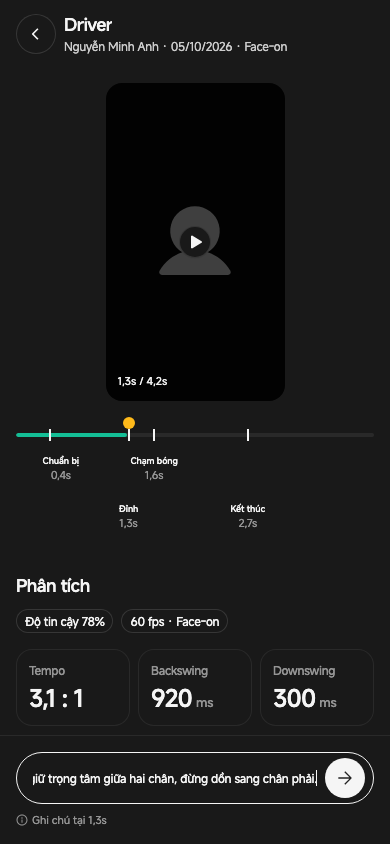 Driver
Nguyễn Minh Anh · 05/10/2026 · Face-on
1,3s / 4,2s
Chuẩn bị
0,4s
Chạm bóng
1,6s
Đỉnh
1,3s
Kết thúc
2,7s
Phân tích
Độ tin cậy 78%
60 fps · Face-on
Tempo
3,1 : 1
Backswing
920 ms
Downswing
300 ms
trọng tâm giữa hai chân, đừng dồn sang chân phải.
Ghi chú tại 1,3s